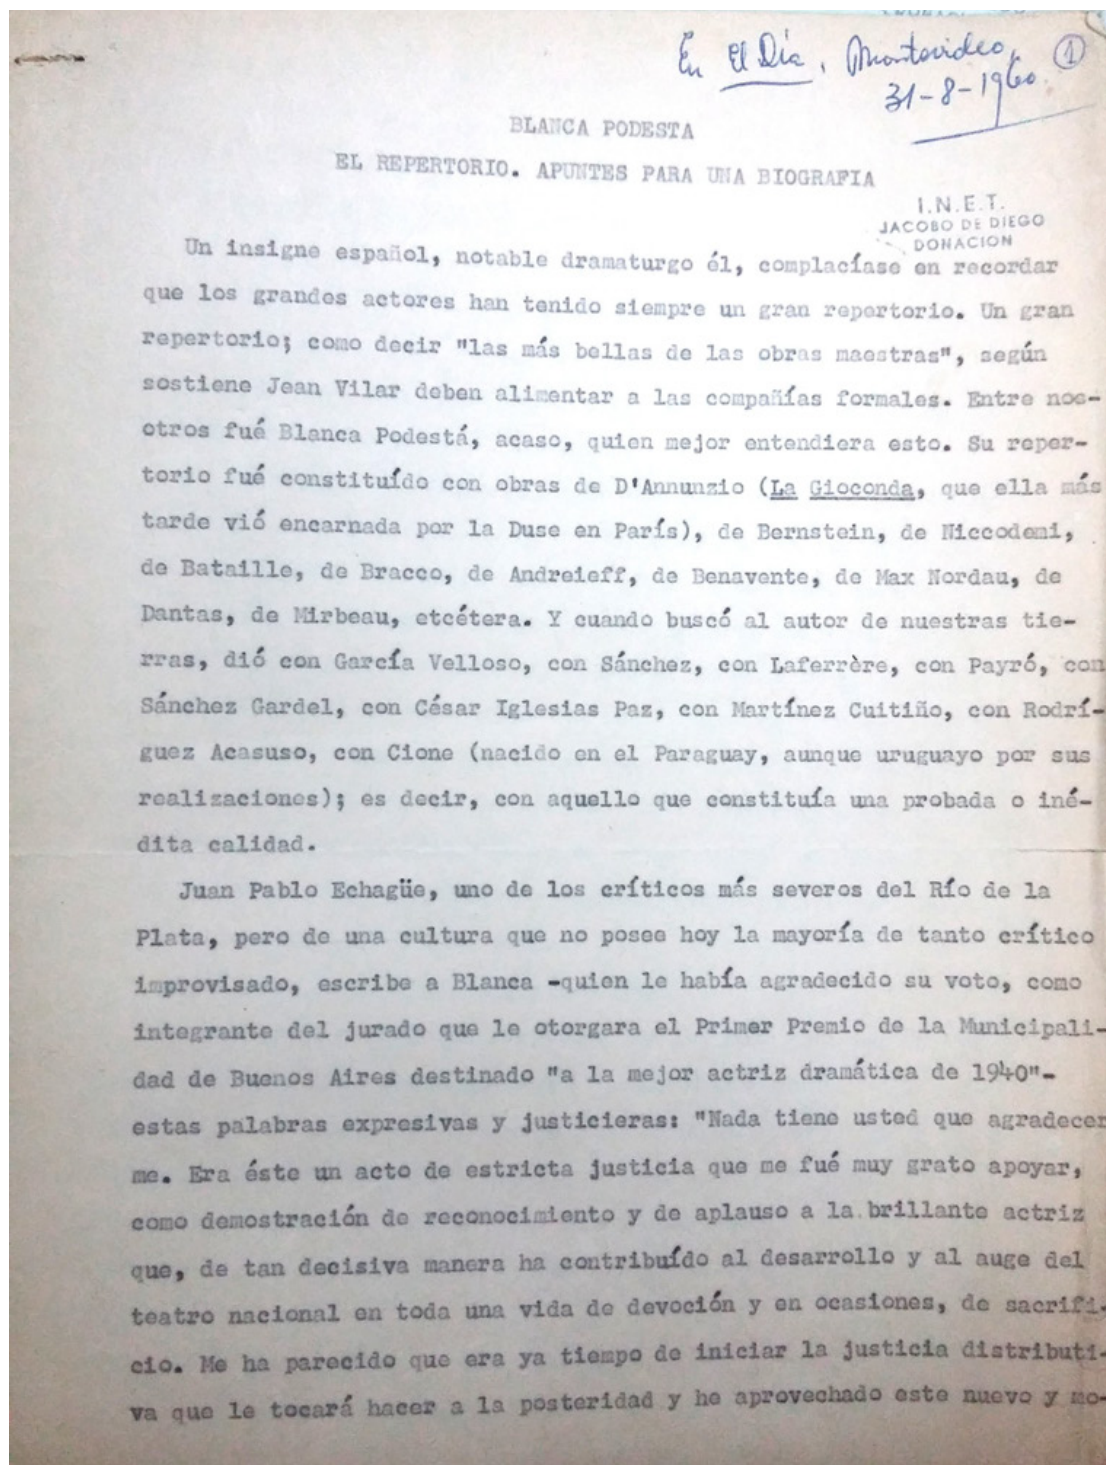 En El Día, Montevideo, ①
31-8-1960
BLANCA PODESTA
EL REPERTORIO. APUNTES PARA UNA BIOGRAFIA
I.N.E.T.
JACOBO DE DIEGO
DONACION
Un insigne español, notable dramaturgo él, complacíase en recordar
que los grandes actores han tenido siempre un gran repertorio. Un gran
repertorio; como decir "las más bellas de las obras maestras", según
sostiene Jean Vilar deben alimentar a las compañías formales. Entre nos-
otros fué Blanca Podestá, acaso, quien mejor entendiera esto. Su reper-
torio fué constituído con obras de D'Annunzio (La Gioconda, que ella más
tarde vió encarnada por la Duse en París), de Bernstein, de Niccodemi,
de Bataille, de Bracco, de Andreieff, de Benavente, de Max Nordau, de
Dantas, de Mirbeau, etcétera. Y cuando buscó al autor de nuestras tie-
rras, dió con García Velloso, con Sánchez, con Laferrère, con Payró, con
Sánchez Gardel, con César Iglesias Paz, con Martínez Cuitiño, con Rodrí-
guez Acasuso, con Cione (nacido en el Paraguay, aunque uruguayo por sus
realizaciones); es decir, con aquello que constituía una probada o iné-
dita calidad.
Juan Pablo Echagüe, uno de los críticos más severos del Río de la
Plata, pero de una cultura que no posee hoy la mayoría de tanto crítico
improvisado, escribe a Blanca -quien le había agradecido su voto, como
integrante del jurado que le otorgara el Primer Premio de la Municipali-
dad de Buenos Aires destinado "a la mejor actriz dramática de 1940"-
estas palabras expresivas y justicieras: "Nada tiene usted que agradecer
me. Era éste un acto de estricta justicia que me fué muy grato apoyar,
como demostración de reconocimiento y de aplauso a la brillante actriz
que, de tan decisiva manera ha contribuído al desarrollo y al auge del
teatro nacional en toda una vida de devoción y en ocasiones, de sacrifi-
cio. Me ha parecido que era ya tiempo de iniciar la justicia distributi-
va que le tocará hacer a la posteridad y he aprovechado este nuevo y me-